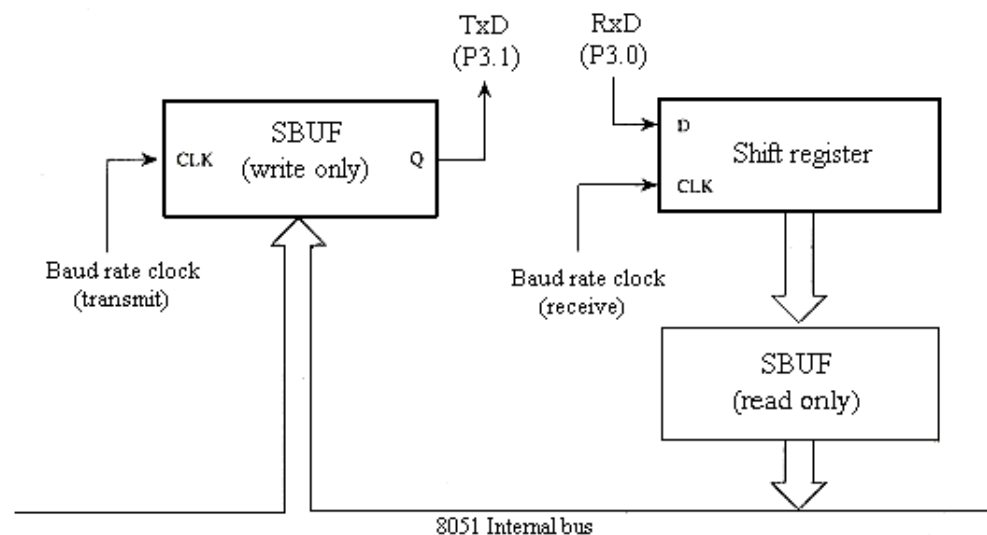 TxD
(P3.1)
RxD
(P3.0)
SBUF
(write only)
CLK
Q
D
Shift register
CLK
Baud rate clock
(transmit)
Baud rate clock
(receive)
SBUF
(read only)
8051 Internal bus